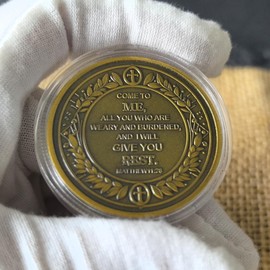 COME TO
ME,
ALL YOU WHO ARE
WEARY AND BURDENED,
AND I WILL
GIVE YOU
REST.
MATTHEW 11:28